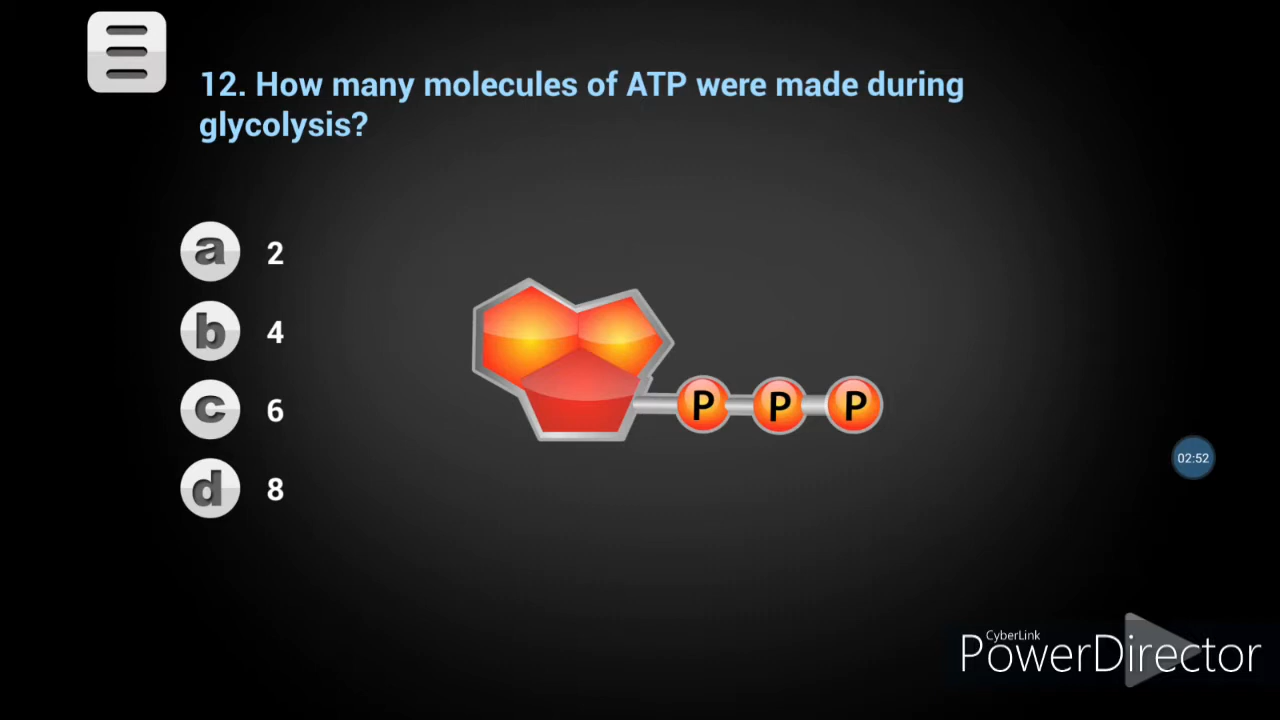 12. How many molecules of ATP were made during
glycolysis?
a 2
b 4
c 6
d 8
P P P
02:52
CyberLink
PowerDirector